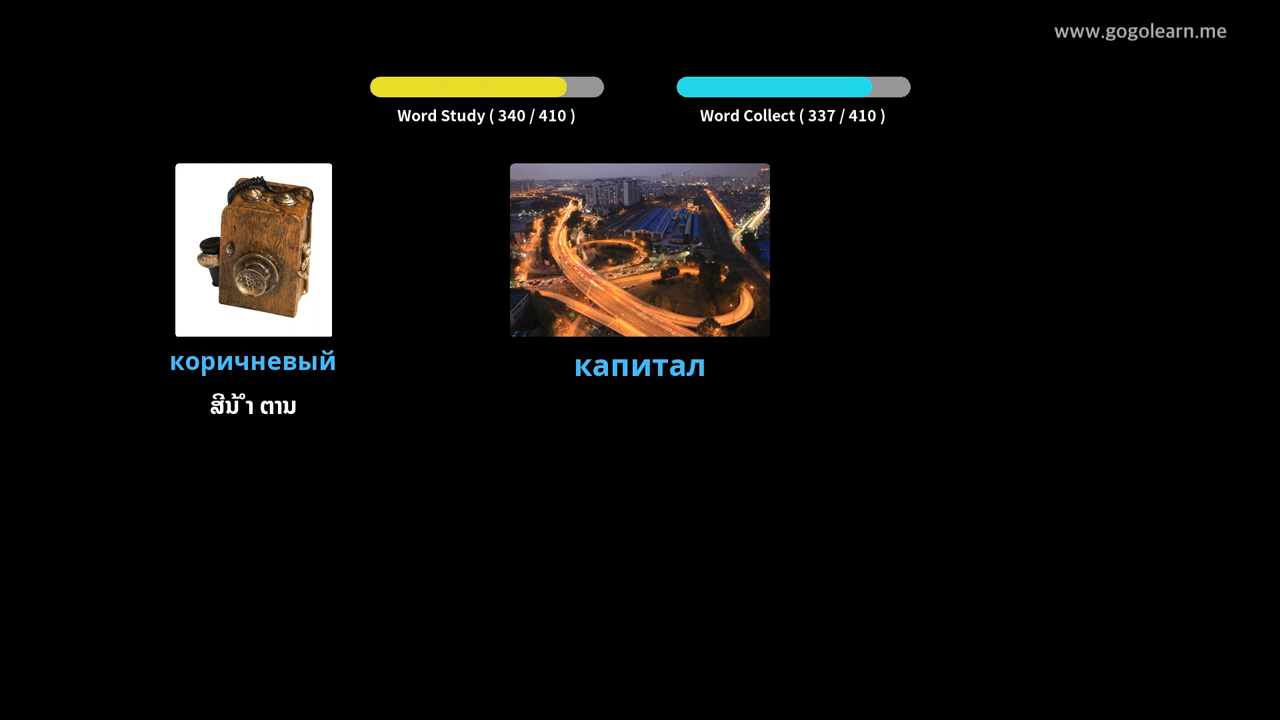 www.gogolearn.me
Word Study ( 340 / 410 )
Word Collect ( 337 / 410 )
коричневый
капитал
ສີນ້ ຳ ຕານ